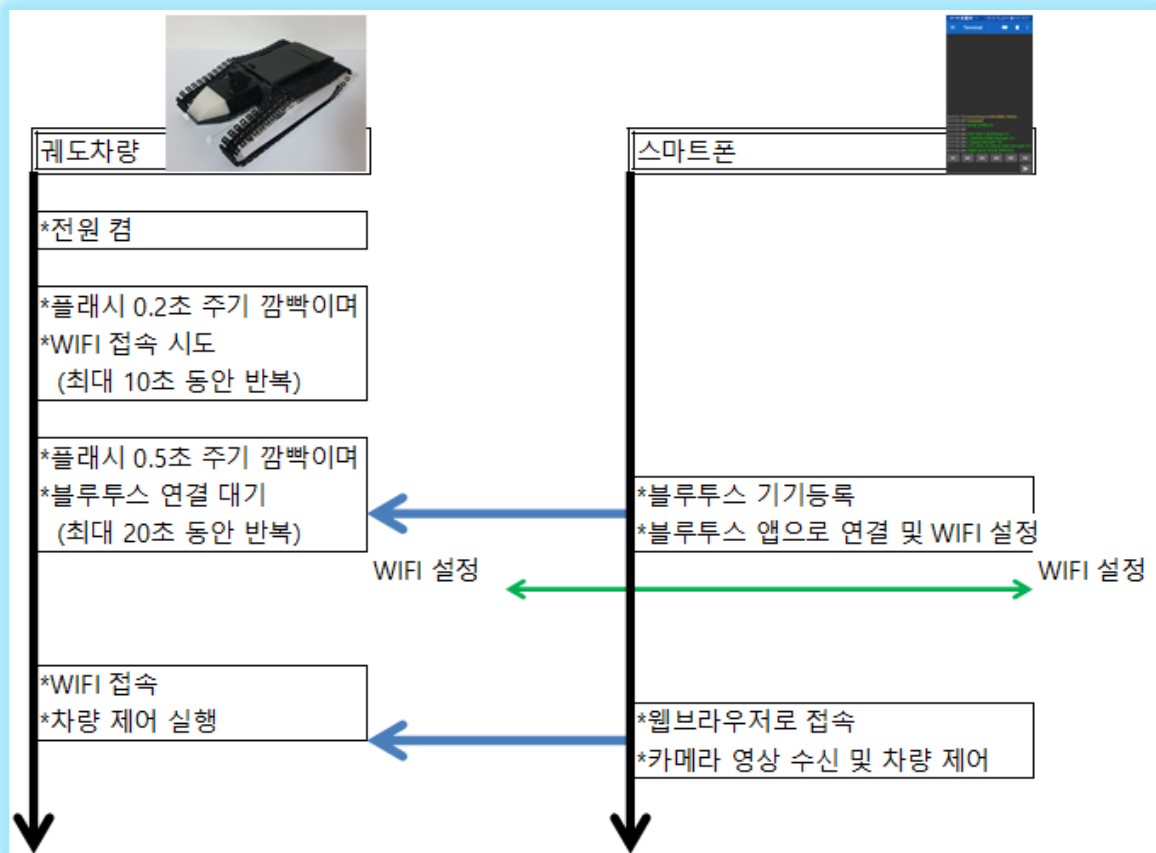 Terminal
궤도차량
스마트폰
*전원 켬
*플래시 0.2초 주기 깜빡이며
*WIFI 접속 시도
(최대 10초 동안 반복)
*플래시 0.5초 주기 깜빡이며
*블루투스 연결 대기
(최대 20초 동안 반복)
*블루투스 기기등록
*블루투스 앱으로 연결 및 WIFI 설정
WIFI 설정
WIFI 설정
*WIFI 접속
*차량 제어 실행
*웹브라우저로 접속
*카메라 영상 수신 및 차량 제어